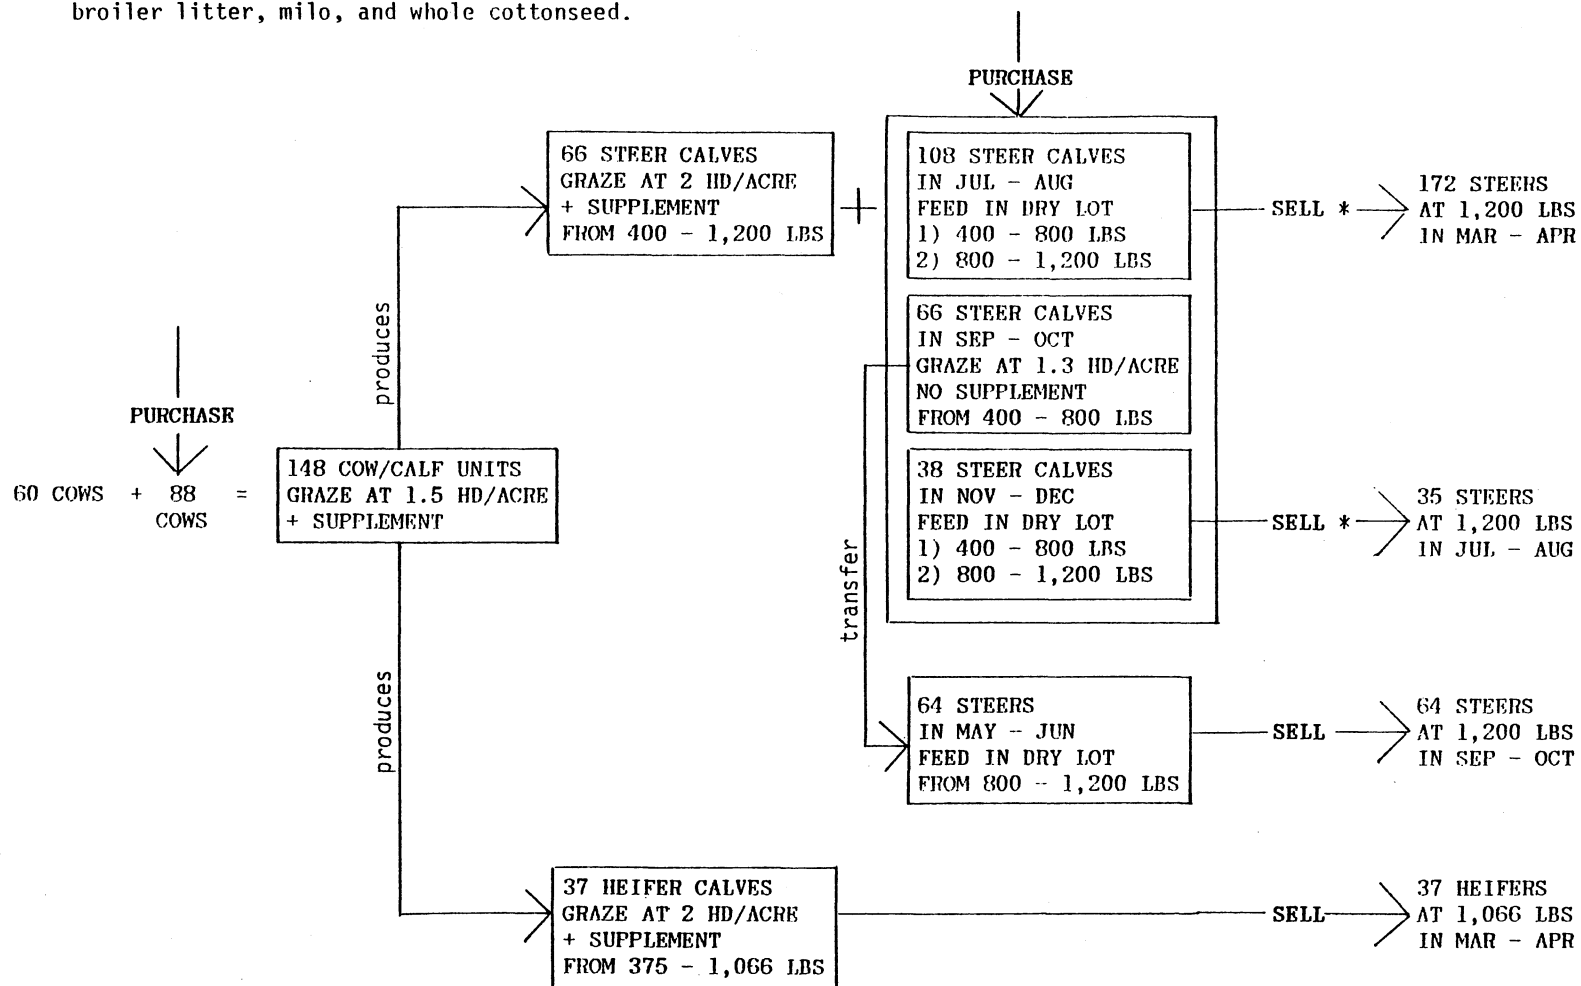 broiler litter, milo, and whole cottonseed.
PURCHASE
66 STEER CALVES
GRAZE AT 2 HD/ACRE
+ SUPPLEMENT
FROM 400 - 1,200 LBS
+
108 STEER CALVES
IN JUL - AUG
FEED IN DRY LOT
1) 400 - 800 LBS
2) 800 - 1,200 LBS
SELL *
172 STEERS
AT 1,200 LBS
IN MAR - APR
66 STEER CALVES
IN SEP - OCT
GRAZE AT 1.3 HD/ACRE
NO SUPPLEMENT
FROM 400 - 800 LBS
produces
PURCHASE
60 COWS + 88 =
COWS
148 COW/CALF UNITS
GRAZE AT 1.5 HD/ACRE
+ SUPPLEMENT
38 STEER CALVES
IN NOV - DEC
FEED IN DRY LOT
1) 400 - 800 LBS
2) 800 - 1,200 LBS
SELL *
35 STEERS
AT 1,200 LBS
IN JUL - AUG
transfer
produces
64 STEERS
IN MAY - JUN
FEED IN DRY LOT
FROM 800 - 1,200 LBS
SELL
64 STEERS
AT 1,200 LBS
IN SEP - OCT
37 HEIFER CALVES
GRAZE AT 2 HD/ACRE
+ SUPPLEMENT
FROM 375 - 1,066 LBS
SELL
37 HEIFERS
AT 1,066 LBS
IN MAR - APR